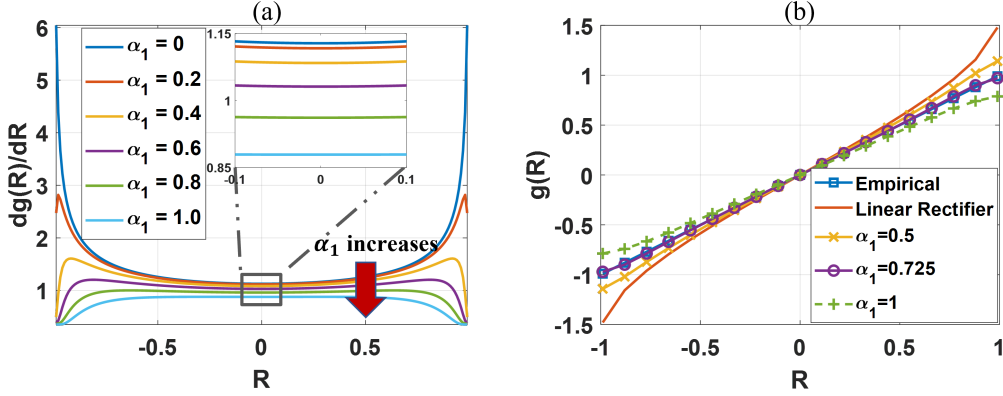 (a)
6
5
4
3
2
1
-0.5
0
0.5
R
dg(R)/dR
α1 = 0
α1 = 0.2
α1 = 0.4
α1 = 0.6
α1 = 0.8
α1 = 1.0
1.15
1
0.85
-0.1
0
0.1
α1 increases
(b)
1.5
1
0.5
0
-0.5
-1
-1.5
-1
-0.5
0
0.5
1
R
g(R)
Empirical
Linear Rectifier
α1=0.5
α1=0.725
α1=1